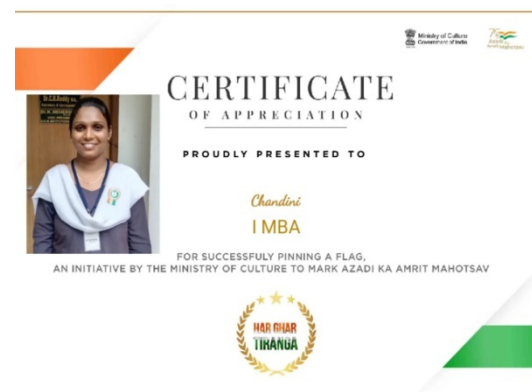 Ministry of Culture
Government of India
CERTIFICATE
OF APPRECIATION
PROUDLY PRESENTED TO
Chandini
I MBA
FOR SUCCESSFULY PINNING A FLAG,
AN INITIATIVE BY THE MINISTRY OF CULTURE TO MARK AZADI KA AMRIT MAHOTSAV
HAR GHAR
TIRANGA